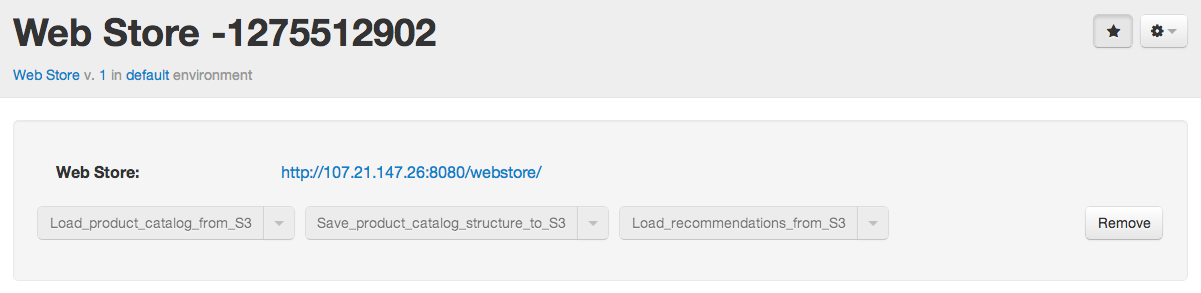 Web Store -1275512902
Web Store v. 1 in default environment
Web Store: http://107.21.147.26:8080/webstore/
Load_product_catalog_from_S3 Save_product_catalog_structure_to_S3 Load_recommendations_from_S3 Remove